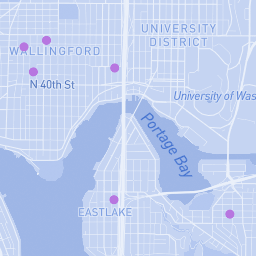 UNIVERSITY
DISTRICT
WALLINGFORD
N 40th St
University of Was
Portage Bay
EASTLAKE